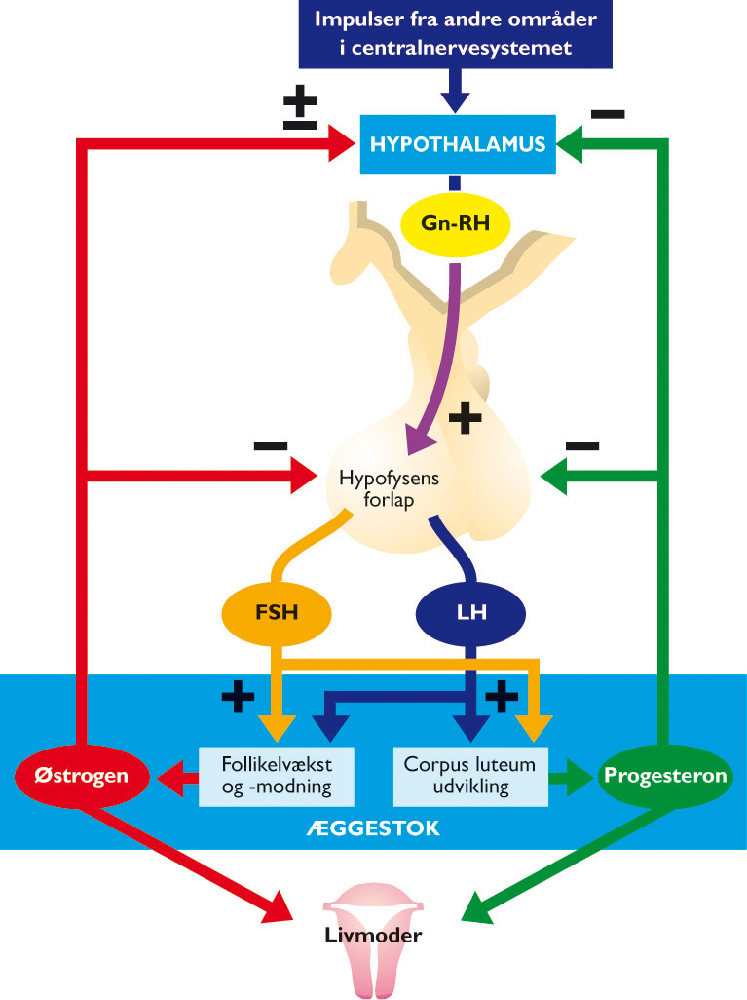 Impulser fra andre områder
i centralnervesystemet
±
−
HYPOTHALAMUS
Gn-RH
+
−
−
Hypofysens
forlap
FSH
LH
+
+
Follikelvækst
og -modning
Corpus luteum
udvikling
Østrogen
Progesteron
ÆGGESTOK
Livmoder